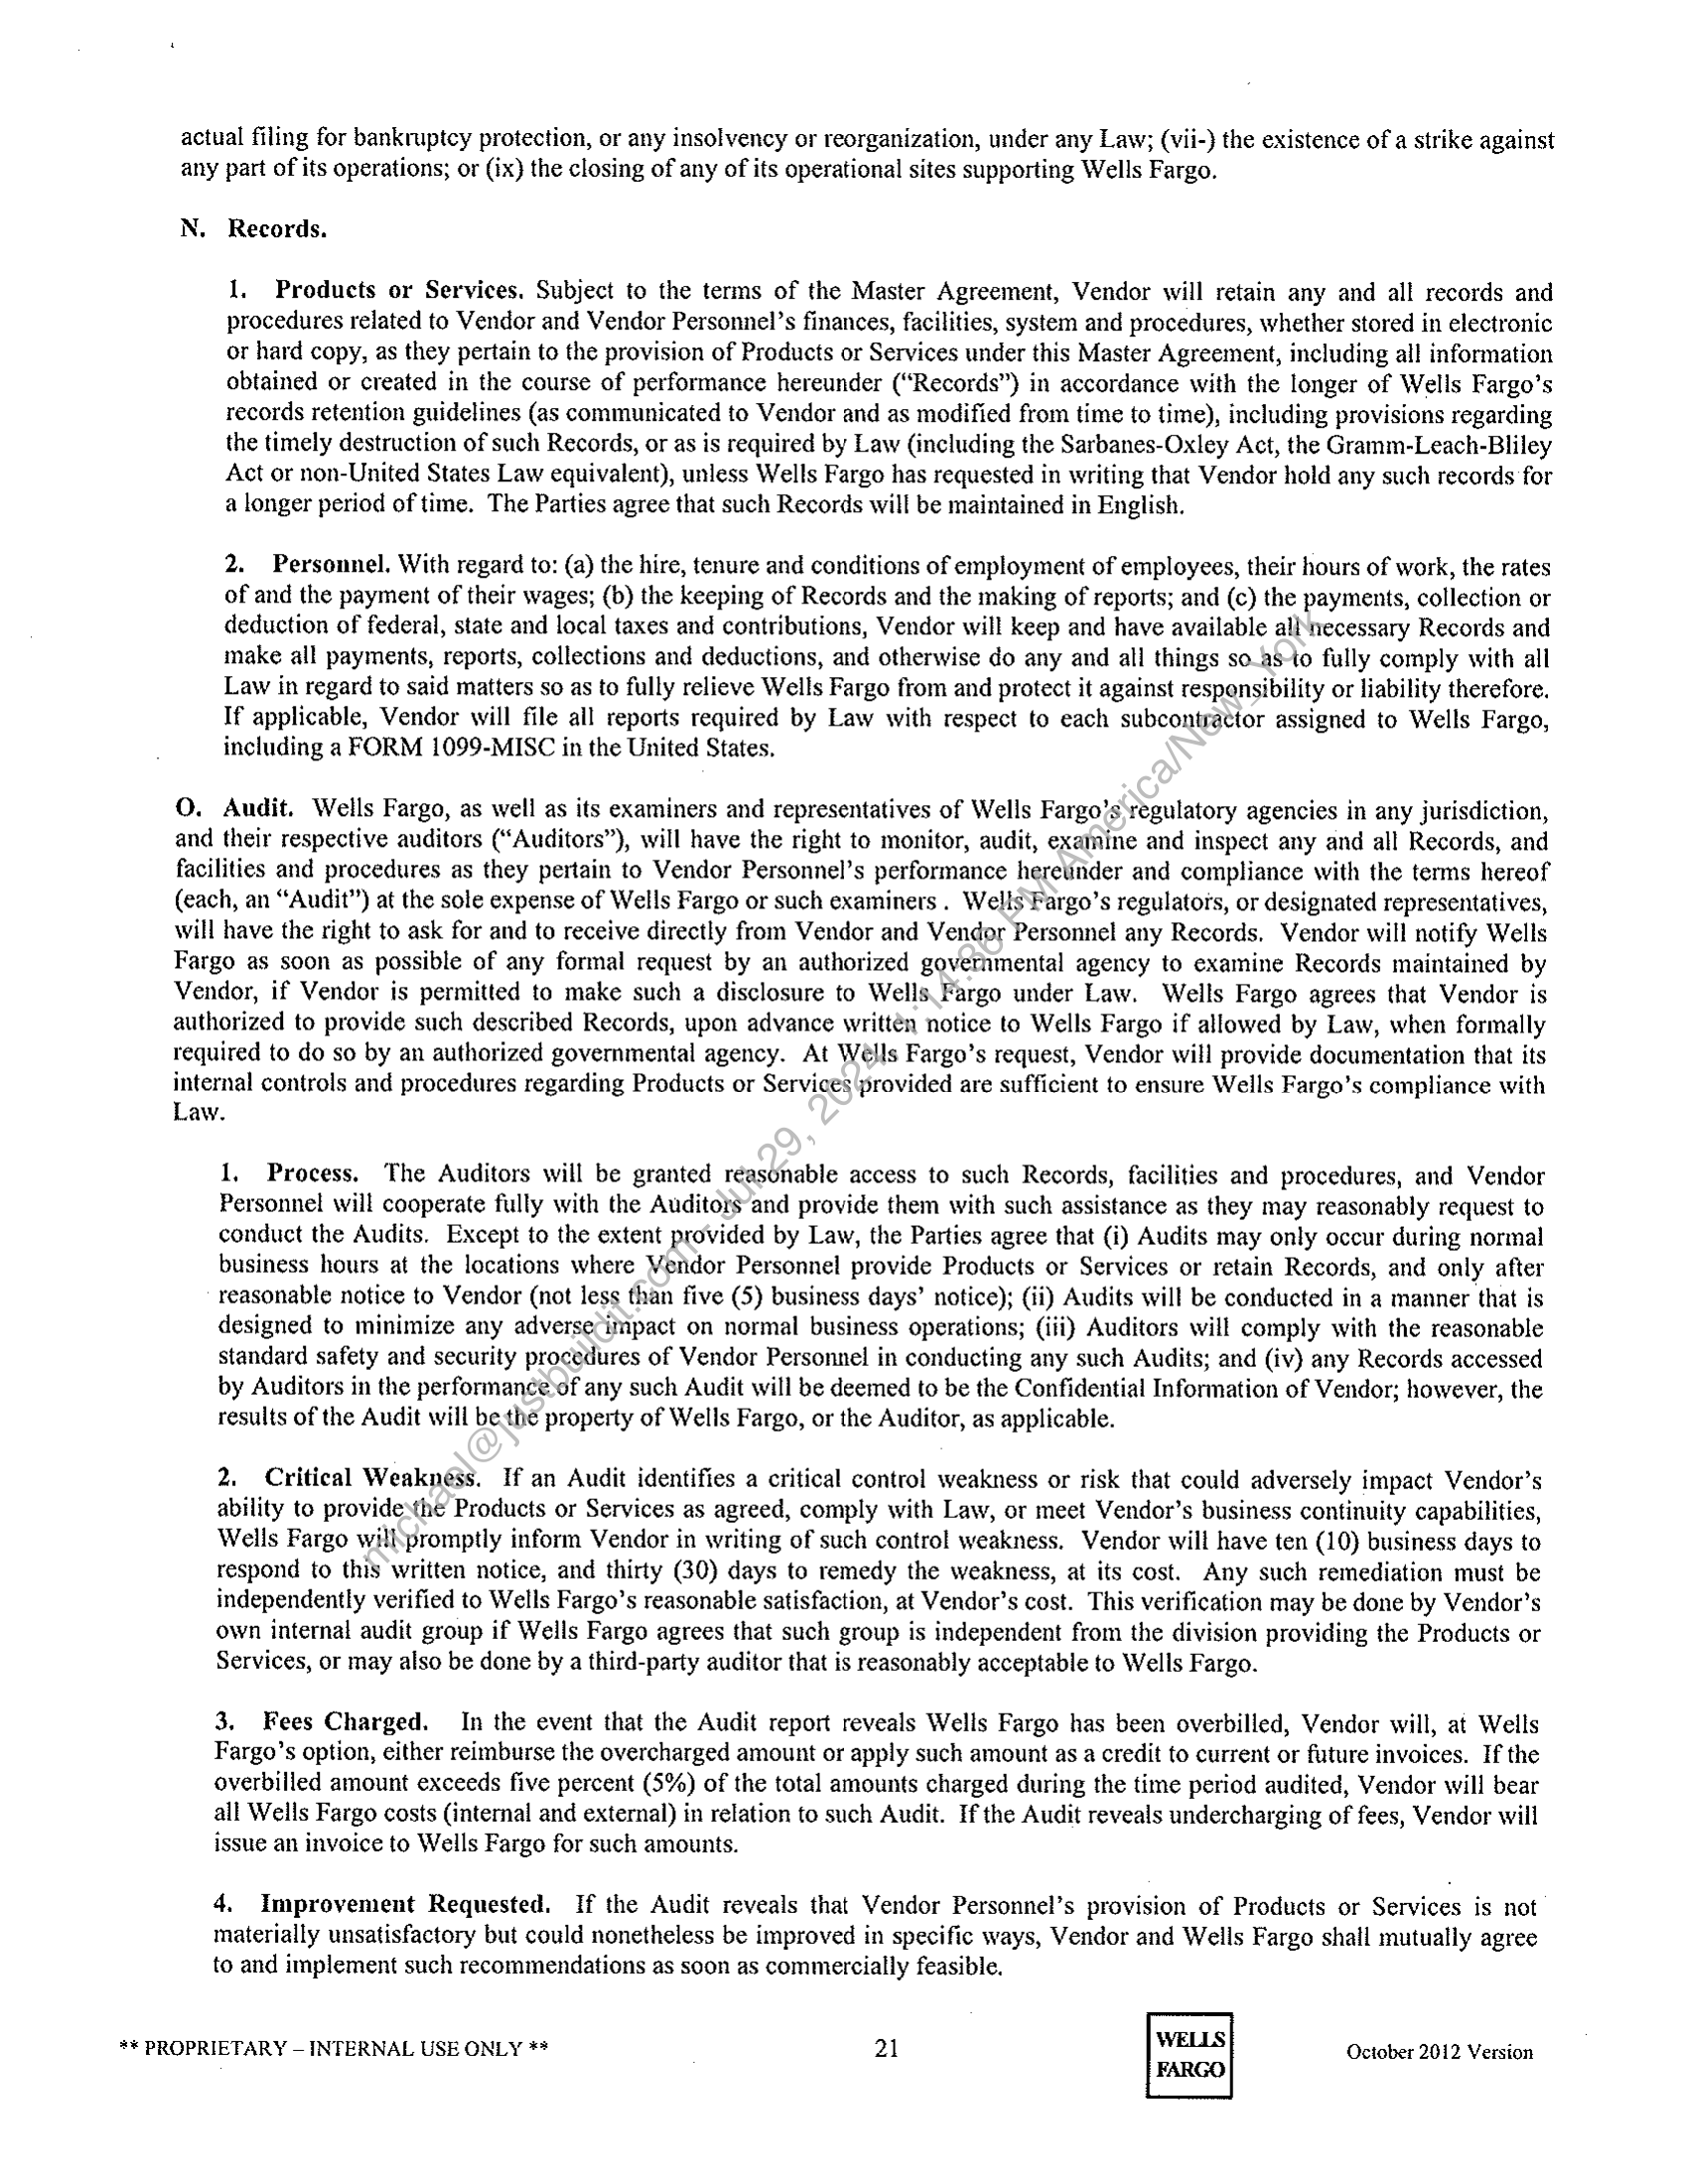 actual filing for bankruptcy protection, or any insolvency or reorganization, under any Law; (vii-) the existence of a strike against
any part of its operations; or (ix) the closing of any of its operational sites supporting Wells Fargo.
N. Records.
1. Products or Services. Subject to the terms of the Master Agreement, Vendor will retain any and all records and
procedures related to Vendor and Vendor Personnel's finances, facilities, system and procedures, whether stored in electronic
or hard copy, as they pertain to the provision of Products or Services under this Master Agreement, including all information
obtained or created in the course of performance hereunder ("Records") in accordance with the longer of Wells Fargo's
records retention guidelines (as communicated to Vendor and as modified from time to time), including provisions regarding
the timely destruction of such Records, or as is required by Law (including the Sarbanes-Oxley Act, the Gramm-Leach-Bliley
Act or non-United States Law equivalent), unless Wells Fargo has requested in writing that Vendor hold any such records for
a longer period of time. The Parties agree that such Records will be maintained in English.
2. Personnel. With regard to: (a) the hire, tenure and conditions of employment of employees, their hours of work, the rates
of and the payment of their wages; (b) the keeping of Records and the making of reports; and (c) the payments, collection or
deduction of federal, state and local taxes and contributions, Vendor will keep and have available all necessary Records and
make all payments, reports, collections and deductions, and otherwise do any and all things so as to fully comply with all
Law in regard to said matters so as to fully relieve Wells Fargo from and protect it against responsibility or liability therefore.
If applicable, Vendor will file all reports required by Law with respect to each subcontractor assigned to Wells Fargo,
including a FORM 1099-MISC in the United States.
O. Audit. Wells Fargo, as well as its examiners and representatives of Wells Fargo's regulatory agencies in any jurisdiction,
and their respective auditors ("Auditors"), will have the right to monitor, audit, examine and inspect any and all Records, and
facilities and procedures as they pertain to Vendor Personnel's performance hereunder and compliance with the terms hereof
(each, an "Audit") at the sole expense of Wells Fargo or such examiners . Wells Fargo's regulators, or designated representatives,
will have the right to ask for and to receive directly from Vendor and Vendor Personnel any Records. Vendor will notify Wells
Fargo as soon as possible of any formal request by an authorized governmental agency to examine Records maintained by
Vendor, if Vendor is permitted to make such a disclosure to Wells Fargo under Law. Wells Fargo agrees that Vendor is
authorized to provide such described Records, upon advance written notice to Wells Fargo if allowed by Law, when formally
required to do so by an authorized governmental agency. At Wells Fargo's request, Vendor will provide documentation that its
internal controls and procedures regarding Products or Services provided are sufficient to ensure Wells Fargo's compliance with
Law.
1. Process. The Auditors will be granted reasonable access to such Records, facilities and procedures, and Vendor
Personnel will cooperate fully with the Auditors and provide them with such assistance as they may reasonably request to
conduct the Audits. Except to the extent provided by Law, the Parties agree that (i) Audits may only occur during normal
business hours at the locations where Vendor Personnel provide Products or Services or retain Records, and only after
reasonable notice to Vendor (not less than five (5) business days' notice); (ii) Audits will be conducted in a manner that is
designed to minimize any adverse impact on normal business operations; (iii) Auditors will comply with the reasonable
standard safety and security procedures of Vendor Personnel in conducting any such Audits; and (iv) any Records accessed
by Auditors in the performance of any such Audit will be deemed to be the Confidential Information of Vendor; however, the
results of the Audit will be the property of Wells Fargo, or the Auditor, as applicable.
2. Critical Weakness. If an Audit identifies a critical control weakness or risk that could adversely impact Vendor's
ability to provide the Products or Services as agreed, comply with Law, or meet Vendor's business continuity capabilities,
Wells Fargo will promptly inform Vendor in writing of such control weakness. Vendor will have ten (10) business days to
respond to this written notice, and thirty (30) days to remedy the weakness, at its cost. Any such remediation must be
independently verified to Wells Fargo's reasonable satisfaction, at Vendor's cost. This verification may be done by Vendor's
own internal audit group if Wells Fargo agrees that such group is independent from the division providing the Products or
Services, or may also be done by a third-party auditor that is reasonably acceptable to Wells Fargo.
3. Fees Charged. In the event that the Audit report reveals Wells Fargo has been overbilled, Vendor will, at Wells
Fargo's option, either reimburse the overcharged amount or apply such amount as a credit to current or future invoices. If the
overbilled amount exceeds five percent (5%) of the total amounts charged during the time period audited, Vendor will bear
all Wells Fargo costs (internal and external) in relation to such Audit. If the Audit reveals undercharging of fees, Vendor will
issue an invoice to Wells Fargo for such amounts.
4. Improvement Requested. If the Audit reveals that Vendor Personnel's provision of Products or Services is not
materially unsatisfactory but could nonetheless be improved in specific ways, Vendor and Wells Fargo shall mutually agree
to and implement such recommendations as soon as commercially feasible.
** PROPRIETARY – INTERNAL USE ONLY **
21
WELLS
FARGO
October 2012 Version
michael@justbuildit.com - Jul 29, 2024, 1:14:36 PM America/New_York